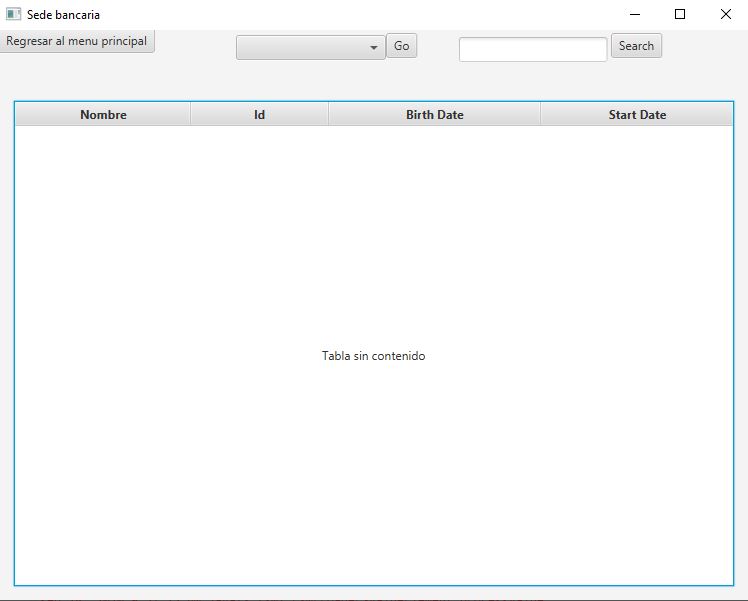 Sede bancaria
Regresar al menu principal
Go
Search
Nombre Id Birth Date Start Date
Tabla sin contenido